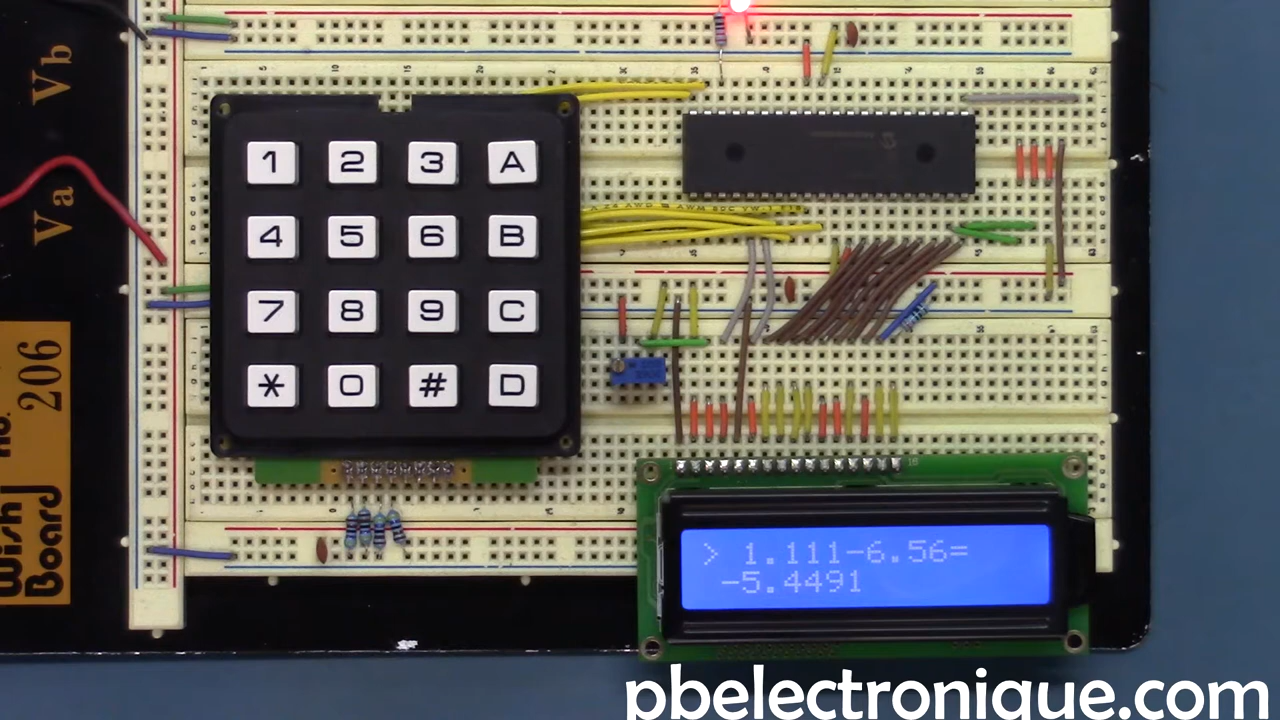 Vb
Va
Wish
Board
no.
206
1 2 3 A
4 5 6 B
7 8 9 C
* 0 # D
> 1.111-6.56=
-5.4491
pbelectronique.com